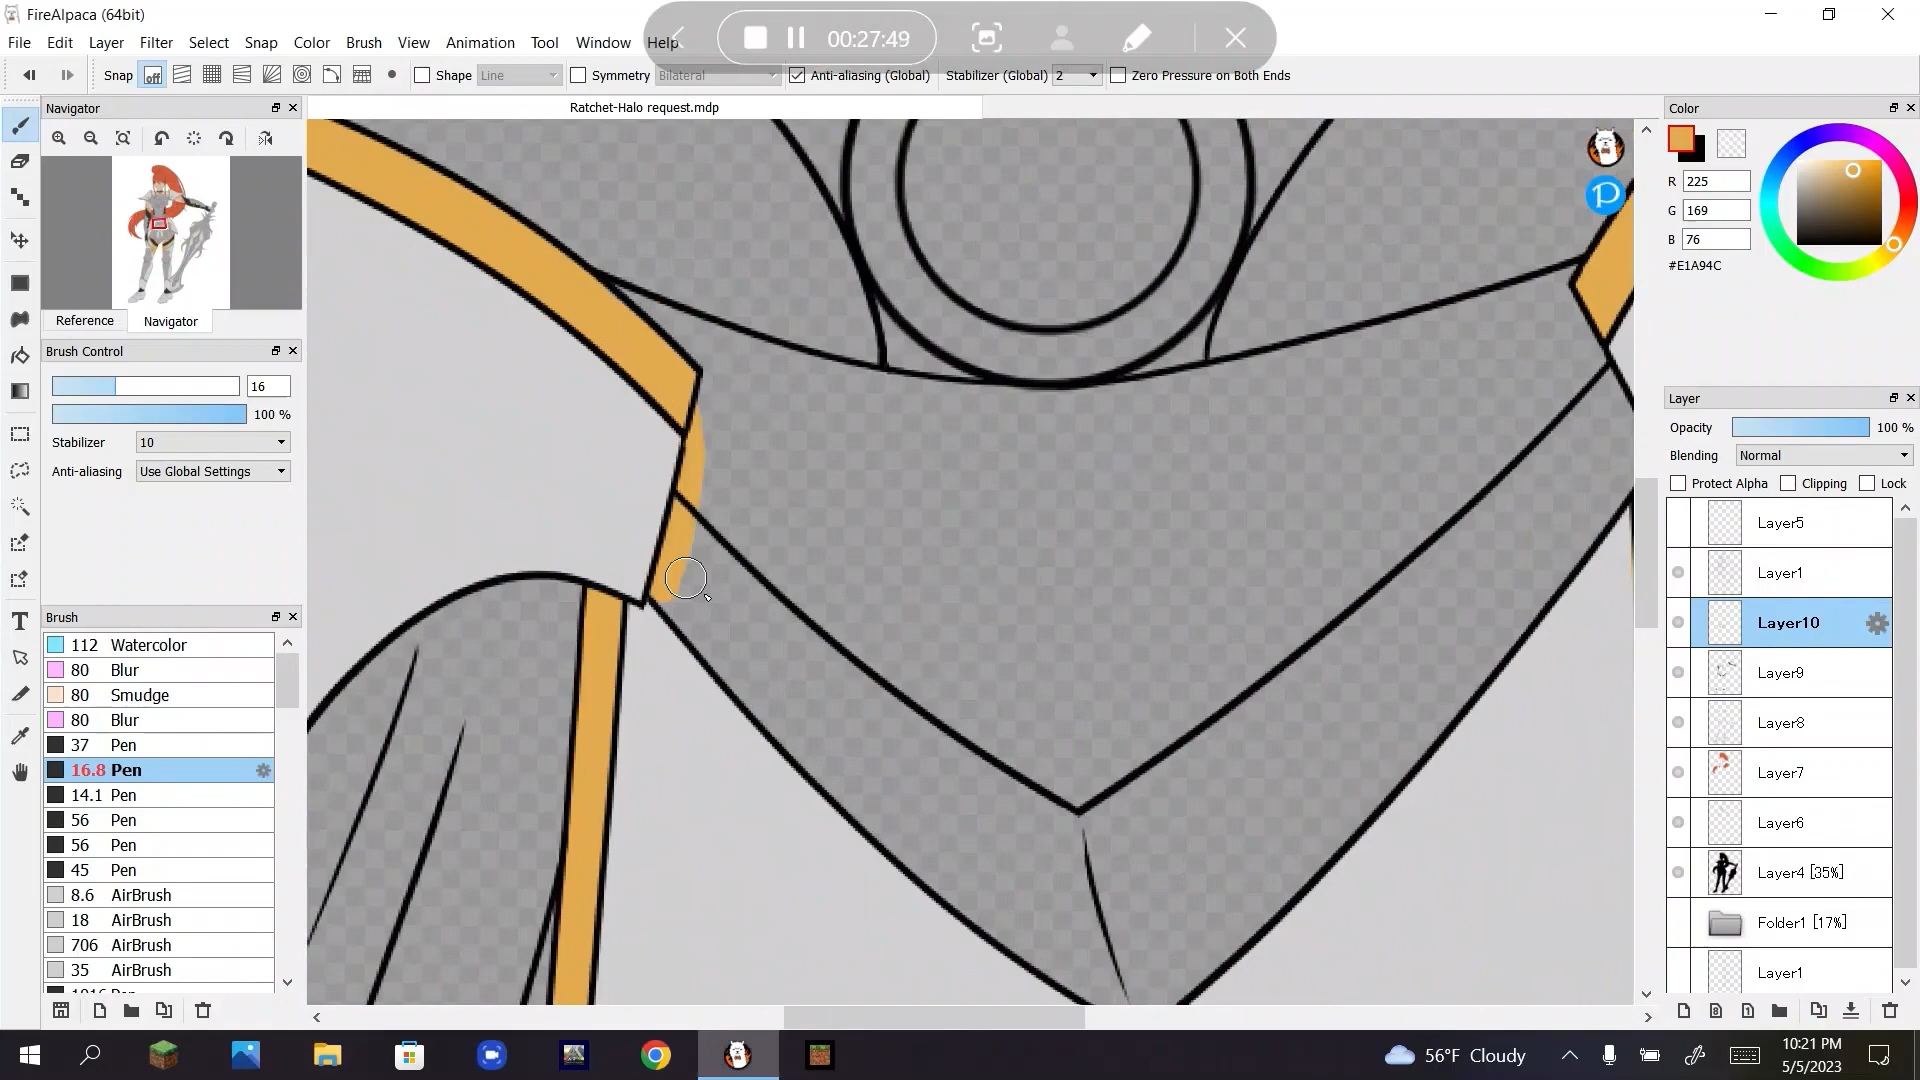 FireAlpaca (64bit)
00:27:49
File Edit Layer Filter Select Snap Color Brush View Animation Tool Window Help
Snap off Shape Line Symmetry Bilateral Anti-aliasing (Global) Stabilizer (Global) 2 Zero Pressure on Both Ends
Navigator
Ratchet-Halo request.mdp
Color
R 225
G 169
B 76
#E1A94C
Reference Navigator
Brush Control
16
100 %
Stabilizer 10
Anti-aliasing Use Global Settings
Layer
Opacity 100 %
Blending Normal
Protect Alpha Clipping Lock
Layer5
Layer1
Layer10
Layer9
Layer8
Layer7
Layer6
Layer4 [35%]
Folder1 [17%]
Layer1
Brush
112 Watercolor
80 Blur
80 Smudge
80 Blur
37 Pen
16.8 Pen
14.1 Pen
56 Pen
56 Pen
45 Pen
8.6 AirBrush
18 AirBrush
706 AirBrush
35 AirBrush
56°F Cloudy
10:21 PM
5/5/2023